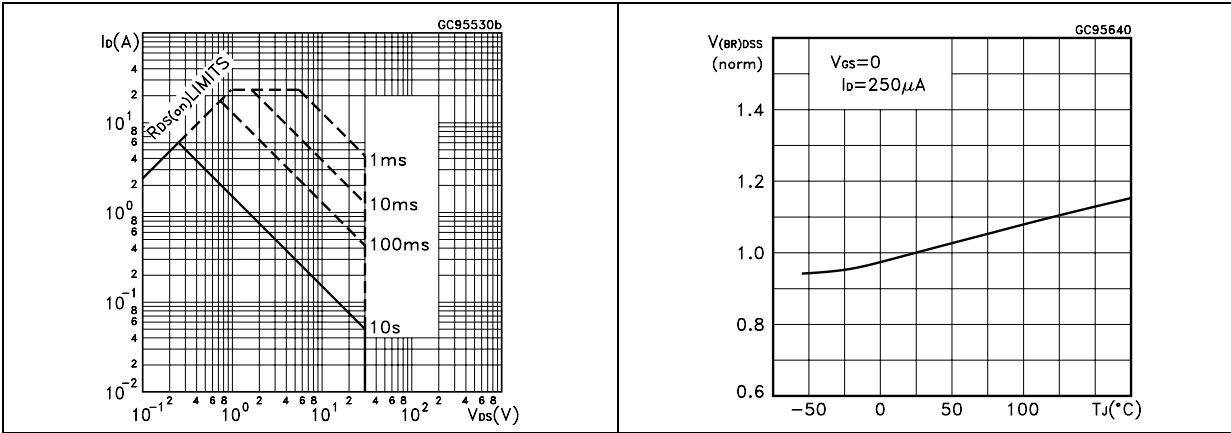 GC95530b
ID(A)
4
2
10^1
8
6
4
2
10^0
8
6
4
2
10^-1
8
6
4
2
10^-2
RDS(on)LIMITS
1ms
10ms
100ms
10s
10^-1 2 4 6 8 10^0 2 4 6 8 10^1 2 4 6 8 10^2 2 4 6 8
VDS(V)
GC95640
V(BR)DSS
(norm)
VGS=0
ID=250μA
1.4
1.2
1.0
0.8
0.6
-50 0 50 100 TJ(°C)